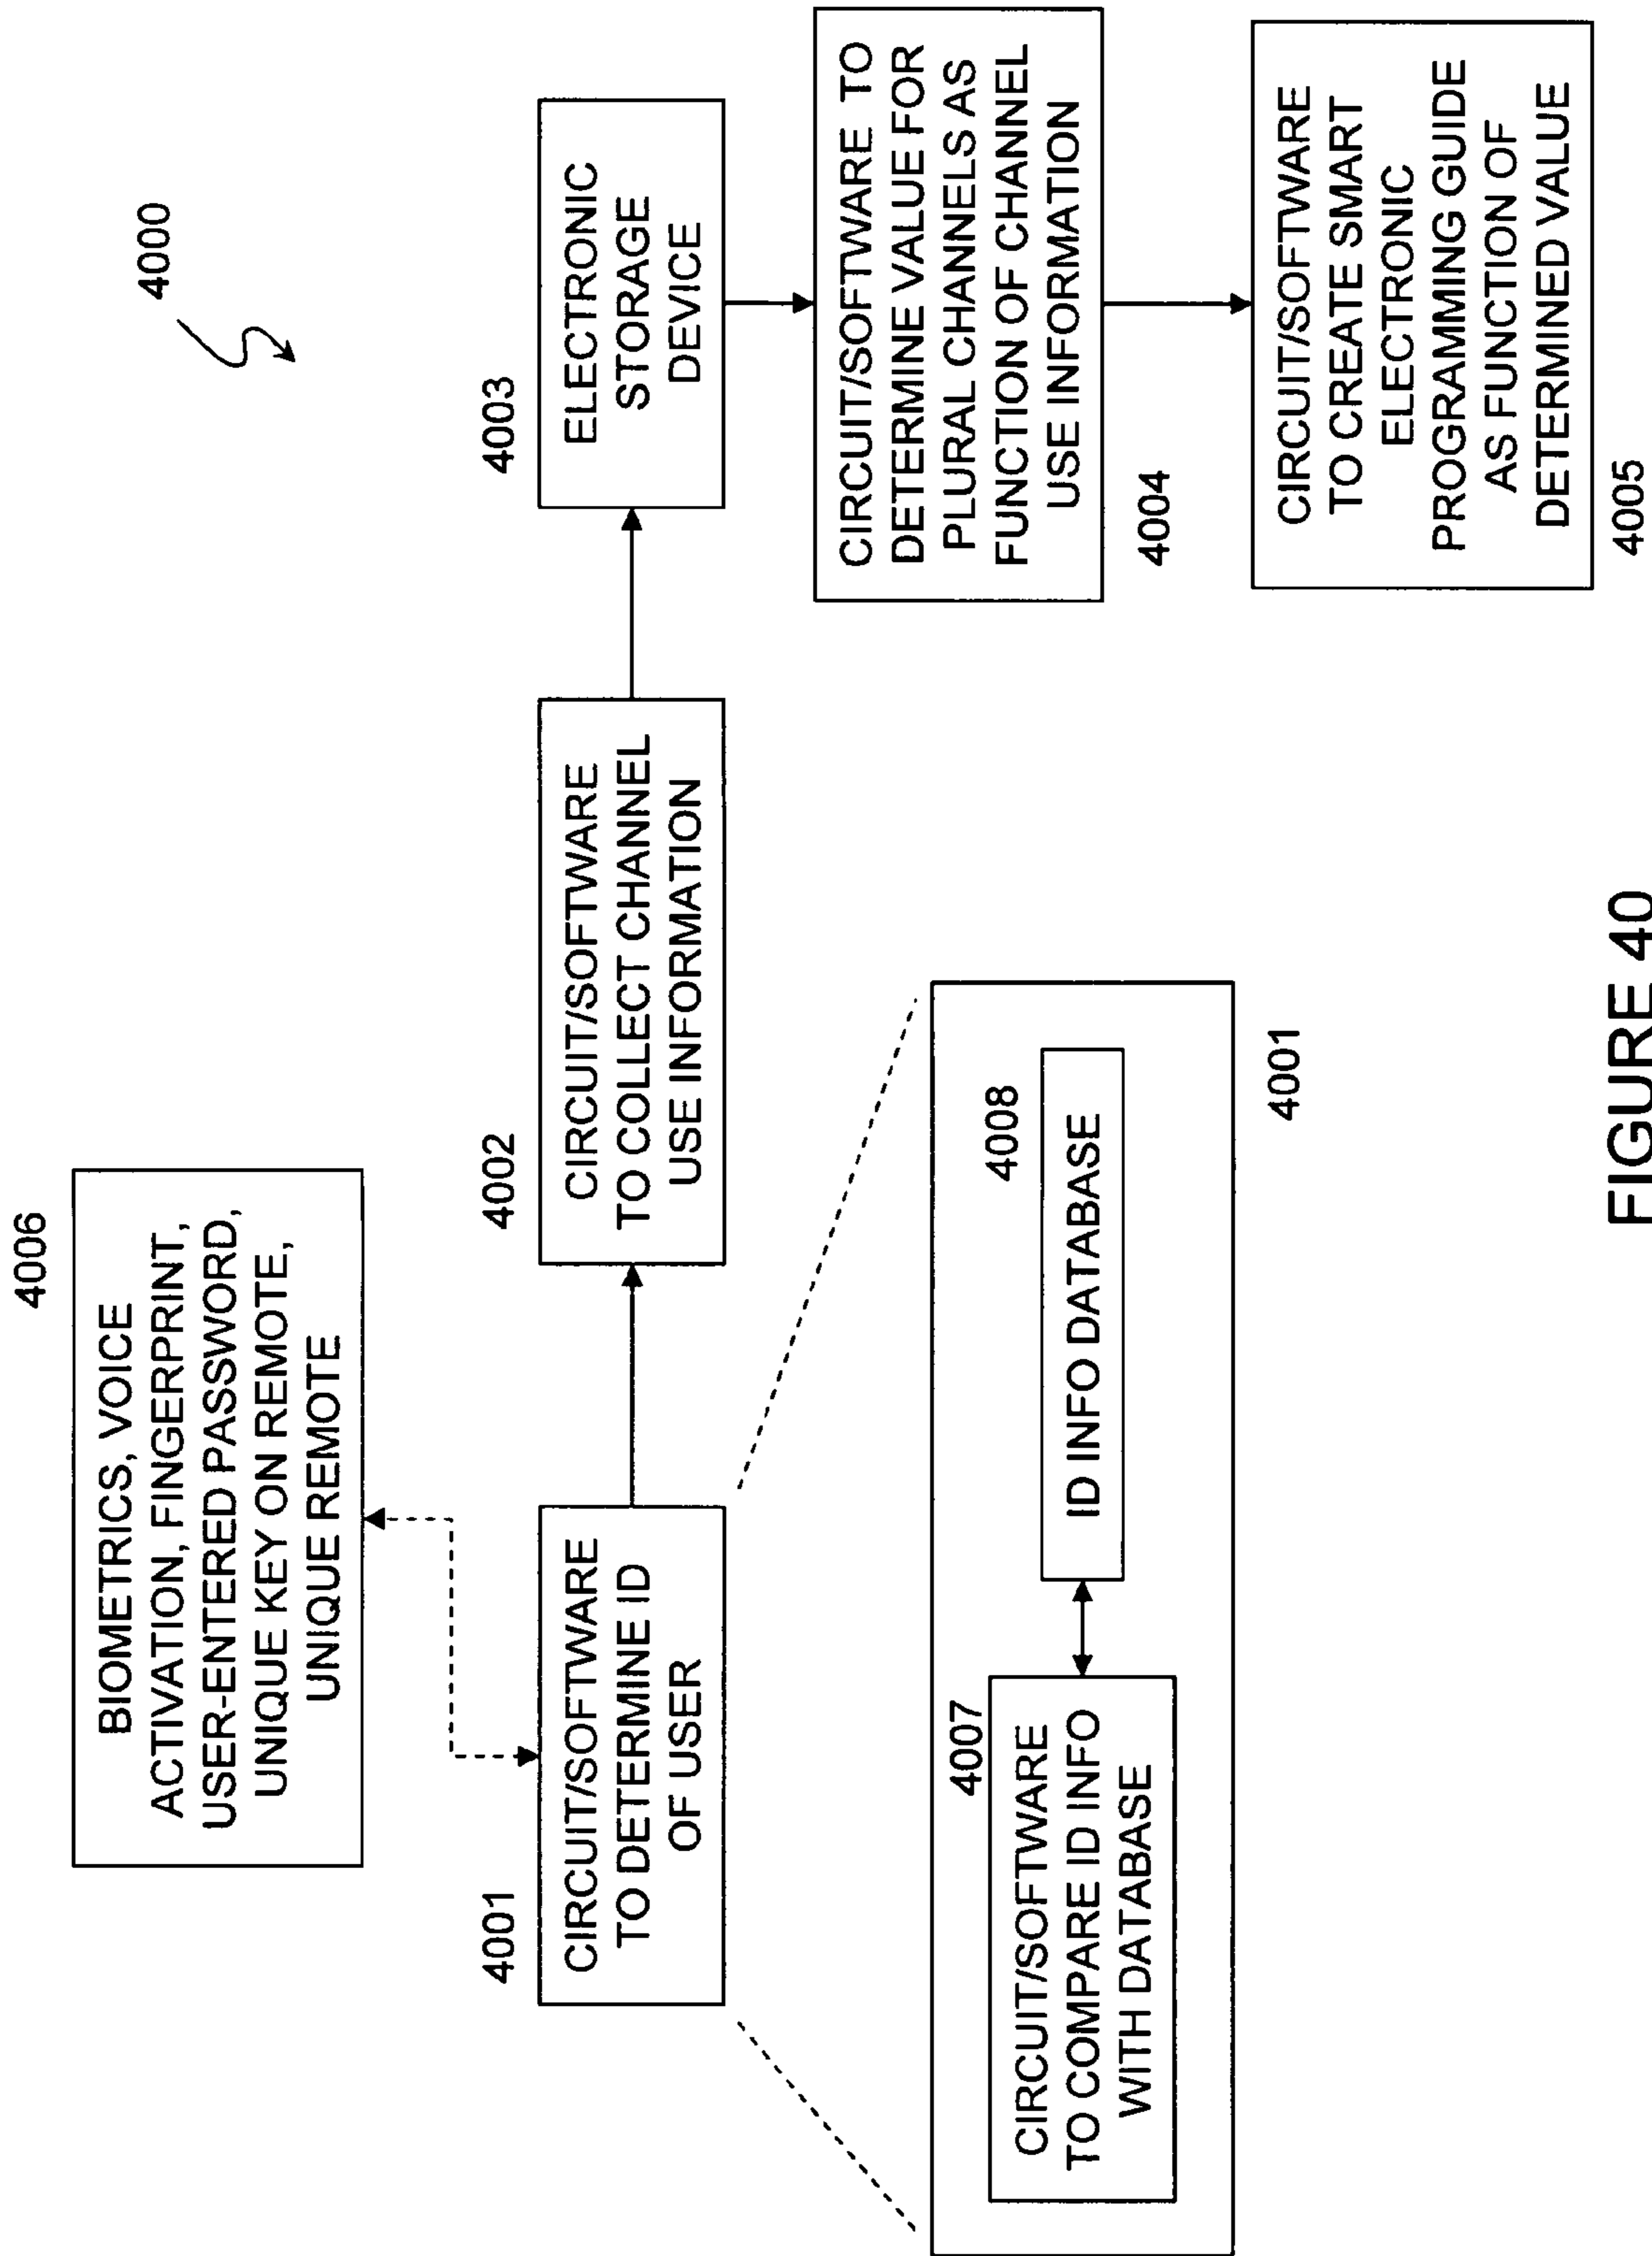 4000
4006
BIOMETRICS, VOICE
ACTIVATION, FINGERPRINT,
USER-ENTERED PASSWORD,
UNIQUE KEY ON REMOTE,
UNIQUE REMOTE
4001
CIRCUIT/SOFTWARE
TO DETERMINE ID
OF USER
4002
CIRCUIT/SOFTWARE
TO COLLECT CHANNEL
USE INFORMATION
4003
ELECTRONIC
STORAGE
DEVICE
CIRCUIT/SOFTWARE TO
DETERMINE VALUE FOR
PLURAL CHANNELS AS
FUNCTION OF CHANNEL
USE INFORMATION
4004
CIRCUIT/SOFTWARE
TO CREATE SMART
ELECTRONIC
PROGRAMMING GUIDE
AS FUNCTION OF
DETERMINED VALUE
4005
4007
CIRCUIT/SOFTWARE
TO COMPARE ID INFO
WITH DATABASE
4008
ID INFO DATABASE
4001
FIGURE 40